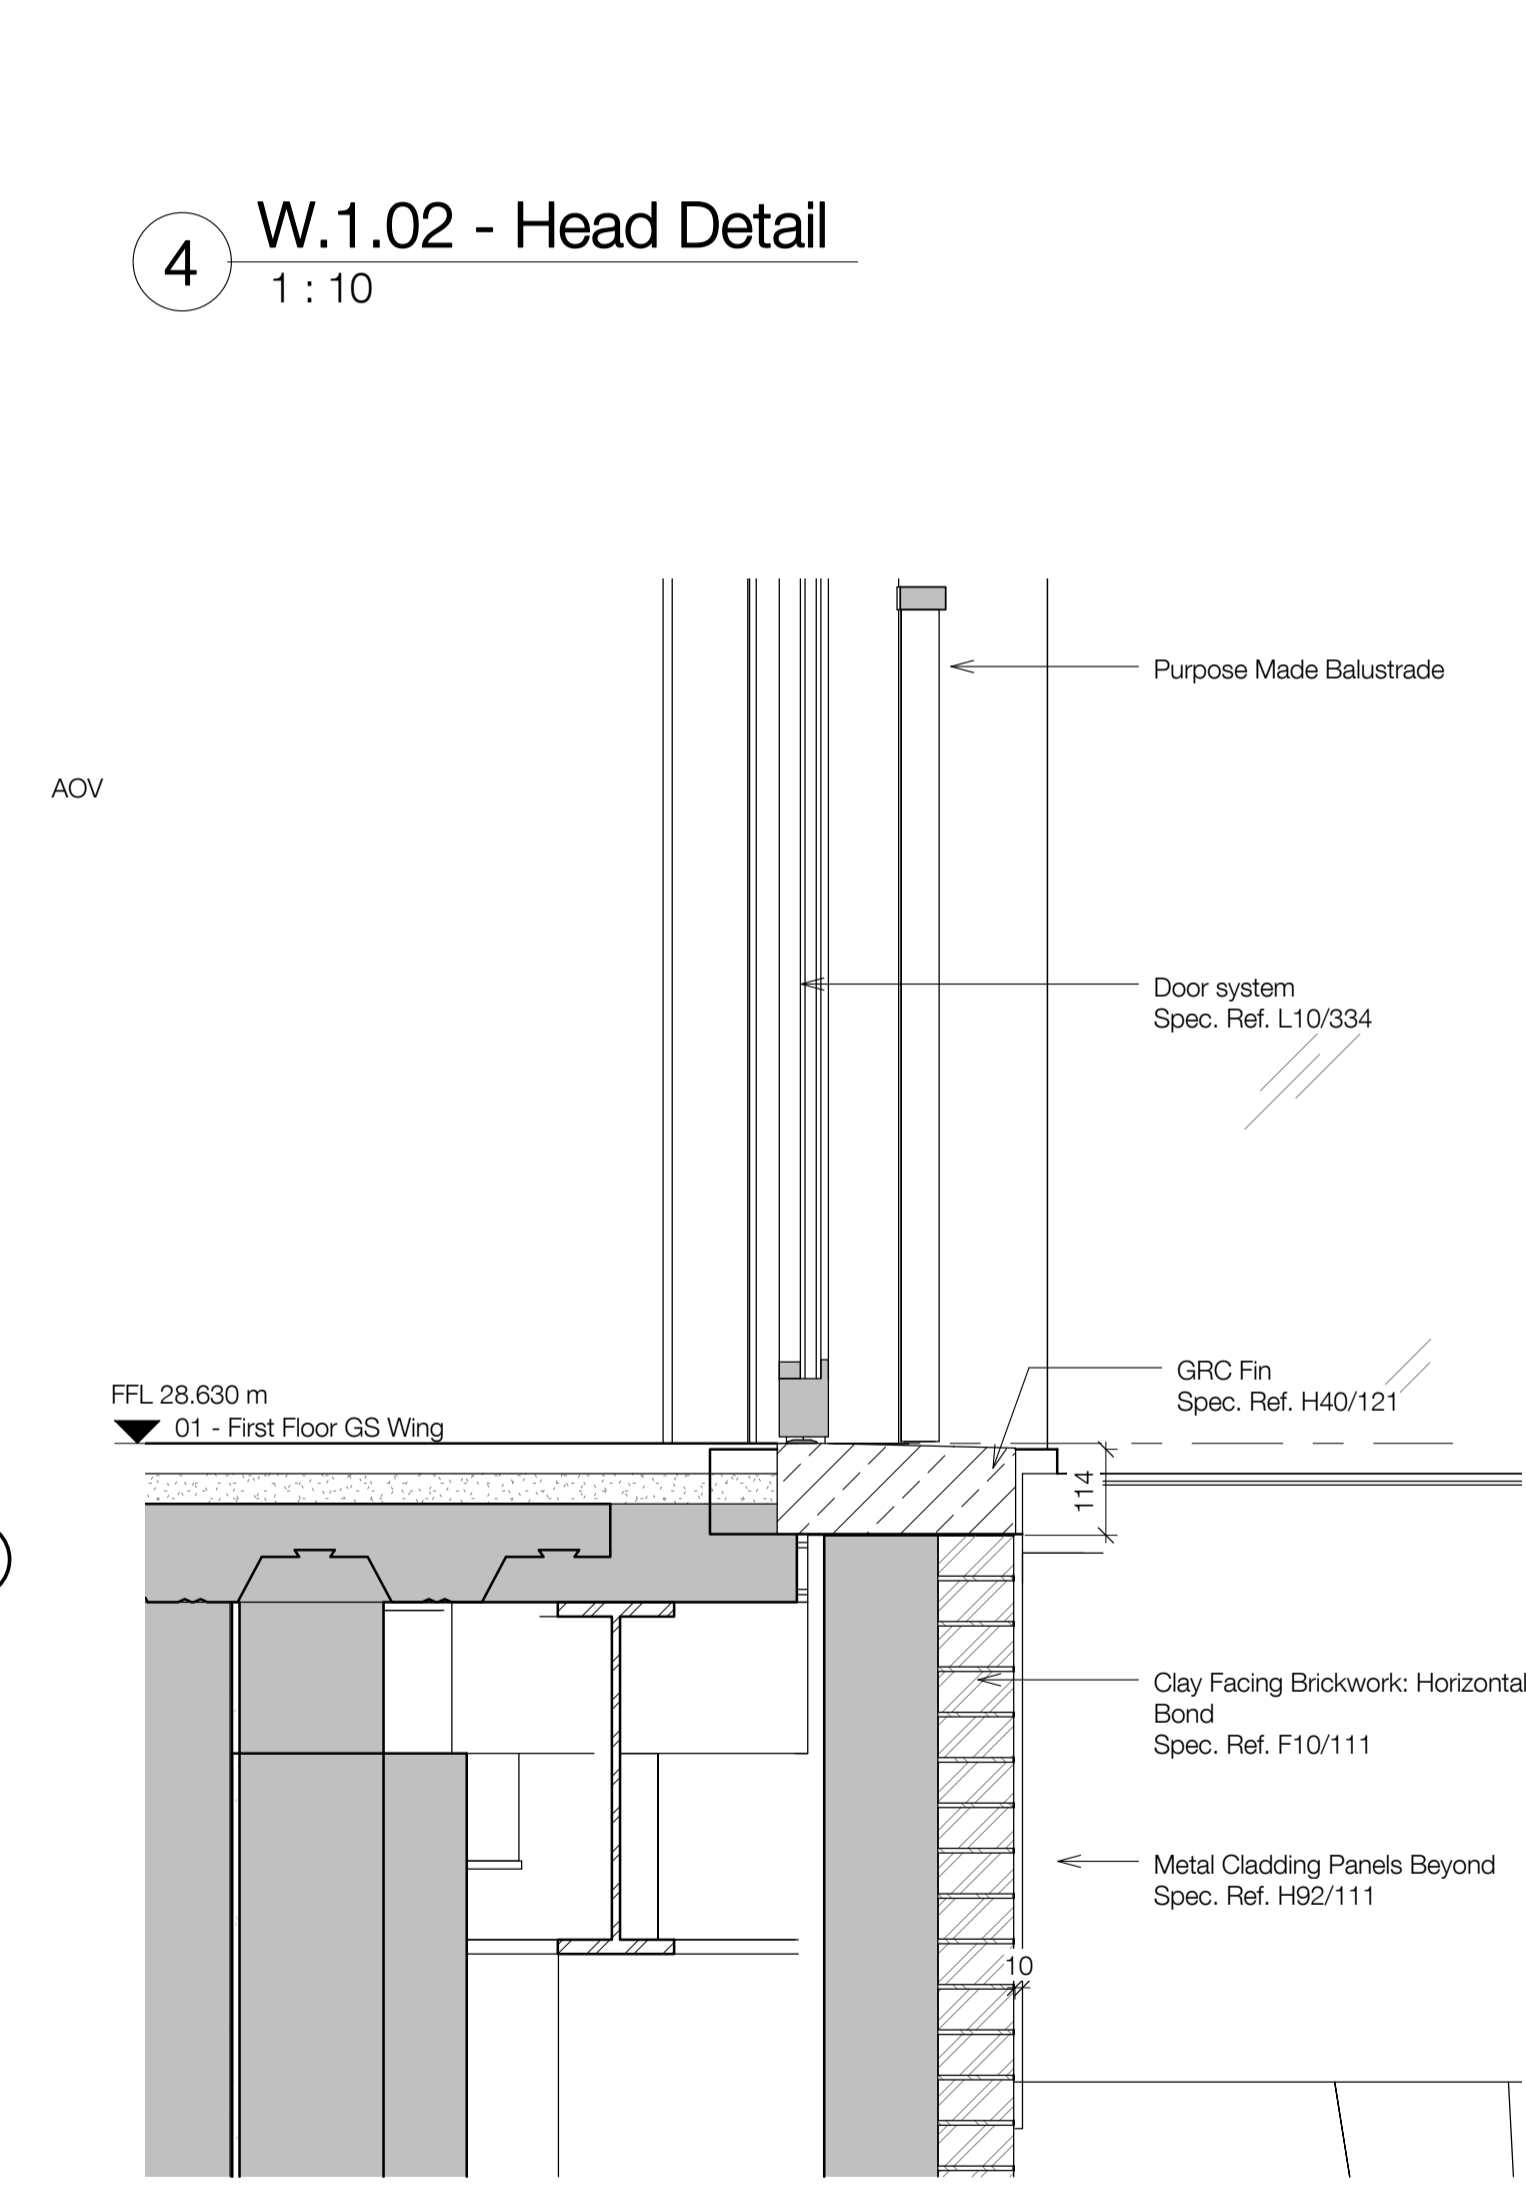 4
W.1.02 - Head Detail
1 : 10
Purpose Made Balustrade
AOV
Door system
Spec. Ref. L10/334
GRC Fin
Spec. Ref. H40/121
FFL 28.630 m
01 - First Floor GS Wing
114
Clay Facing Brickwork: Horizontal
Bond
Spec. Ref. F10/111
Metal Cladding Panels Beyond
Spec. Ref. H92/111
10